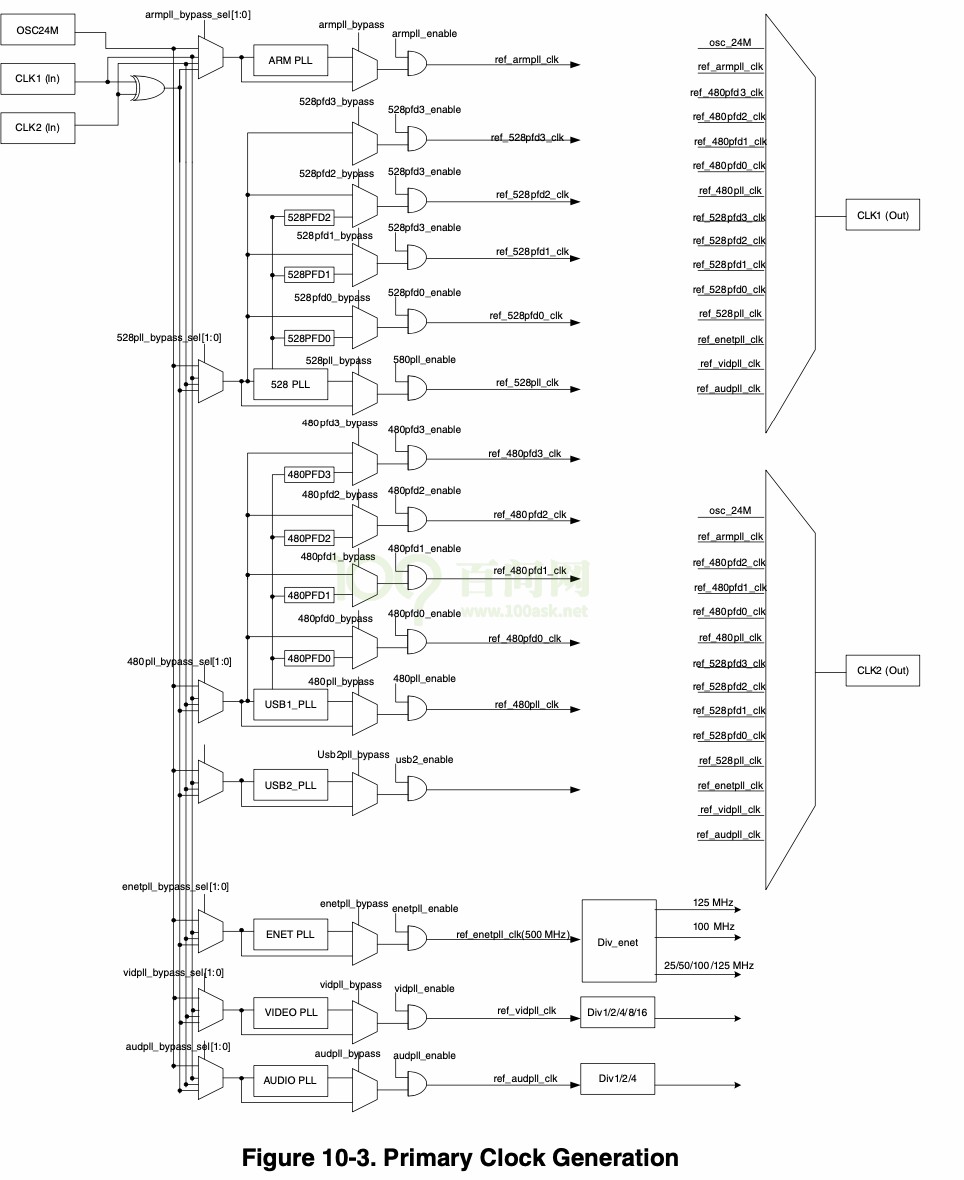 OSC24M
CLK1 (In)
CLK2 (In)
armpll_bypass_sel[1:0]
armpll_bypass
armpll_enable
ARM PLL
ref_armpll_clk
528pfd3_bypass
528pfd3_enable
ref_528pfd3_clk
528pfd2_bypass
528pfd3_enable
528PFD2
ref_528pfd2_clk
528pfd1_bypass
528pfd3_enable
528PFD1
ref_528pfd1_clk
528pfd0_bypass
528pfd0_enable
528PFD0
ref_528pfd0_clk
528pll_bypass_sel[1:0]
528pll_bypass
580pll_enable
528 PLL
ref_528pll_clk
480pfd3_bypass
480pfd3_enable
480PFD3
ref_480pfd3_clk
480pfd2_bypass
480pfd2_enable
480PFD2
ref_480pfd2_clk
480pfd1_bypass
480pfd1_enable
480PFD1
ref_480pfd1_clk
百问网
www.100ask.net
480pfd0_bypass
480pfd0_enable
480PFD0
ref_480pfd0_clk
480pll_bypass_sel[1:0]
480pll_bypass
480pll_enable
USB1_PLL
ref_480pll_clk
Usb2pll_bypass
usb2_enable
USB2_PLL
enetpll_bypass_sel[1:0]
enetpll_bypass
enetpll_enable
ENET PLL
ref_enetpll_clk(500 MHz)
Div_enet
125 MHz
100 MHz
25/50/100/125 MHz
vidpll_bypass_sel[1:0]
vidpll_bypass
vidpll_enable
VIDEO PLL
ref_vidpll_clk
Div1/2/4/8/16
audpll_bypass_sel[1:0]
audpll_bypass
audpll_enable
AUDIO PLL
ref_audpll_clk
Div1/2/4
osc_24M
ref_armpll_clk
ref_480pfd3_clk
ref_480pfd2_clk
ref_480pfd1_clk
ref_480pfd0_clk
ref_480pll_clk
ref_528pfd3_clk
ref_528pfd2_clk
ref_528pfd1_clk
ref_528pfd0_clk
ref_528pll_clk
ref_enetpll_clk
ref_vidpll_clk
ref_audpll_clk
CLK1 (Out)
osc_24M
ref_armpll_clk
ref_480pfd2_clk
ref_480pfd1_clk
ref_480pfd0_clk
ref_480pll_clk
ref_528pfd3_clk
ref_528pfd2_clk
ref_528pfd1_clk
ref_528pfd0_clk
ref_528pll_clk
ref_enetpll_clk
ref_vidpll_clk
ref_audpll_clk
CLK2 (Out)
Figure 10-3. Primary Clock Generation